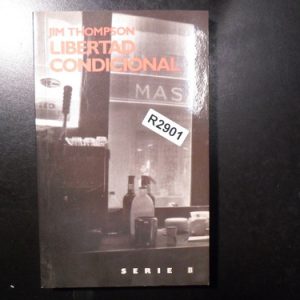 JIM THOMPSON
LIBERTAD
CONDICIONAL
MAS
R2901
SERIE B